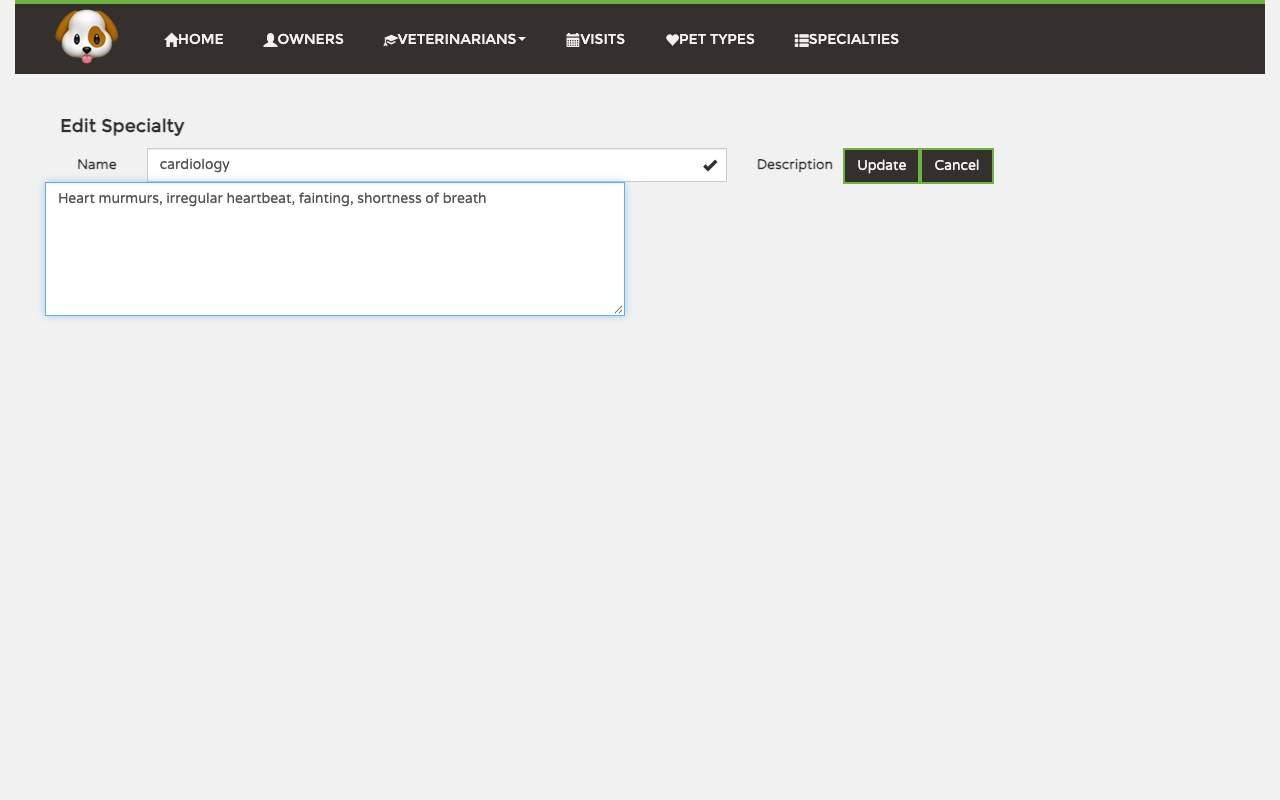 HOME OWNERS VETERINARIANS VISITS PET TYPES SPECIALTIES
Edit Specialty
Name cardiology Description Update Cancel
Heart murmurs, irregular heartbeat, fainting, shortness of breath